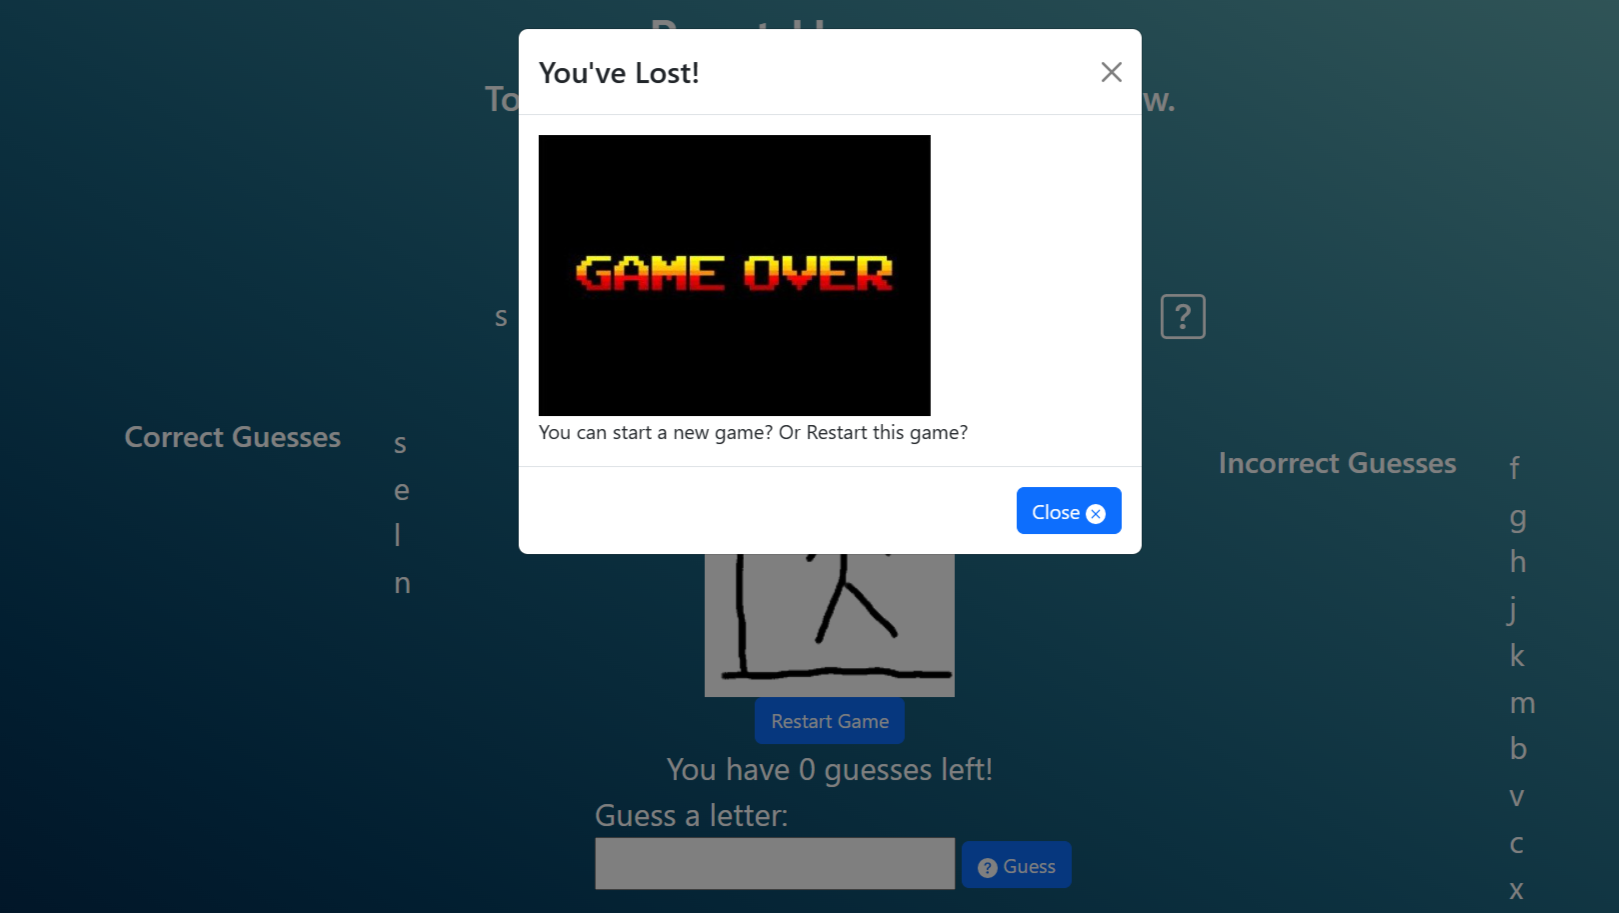 You've Lost!
To
w.
GAME OVER
s
?
You can start a new game? Or Restart this game?
Correct Guesses
s
e
l
n
Incorrect Guesses
f
g
h
j
k
m
b
v
c
x
Close
Restart Game
You have 0 guesses left!
Guess a letter:
? Guess